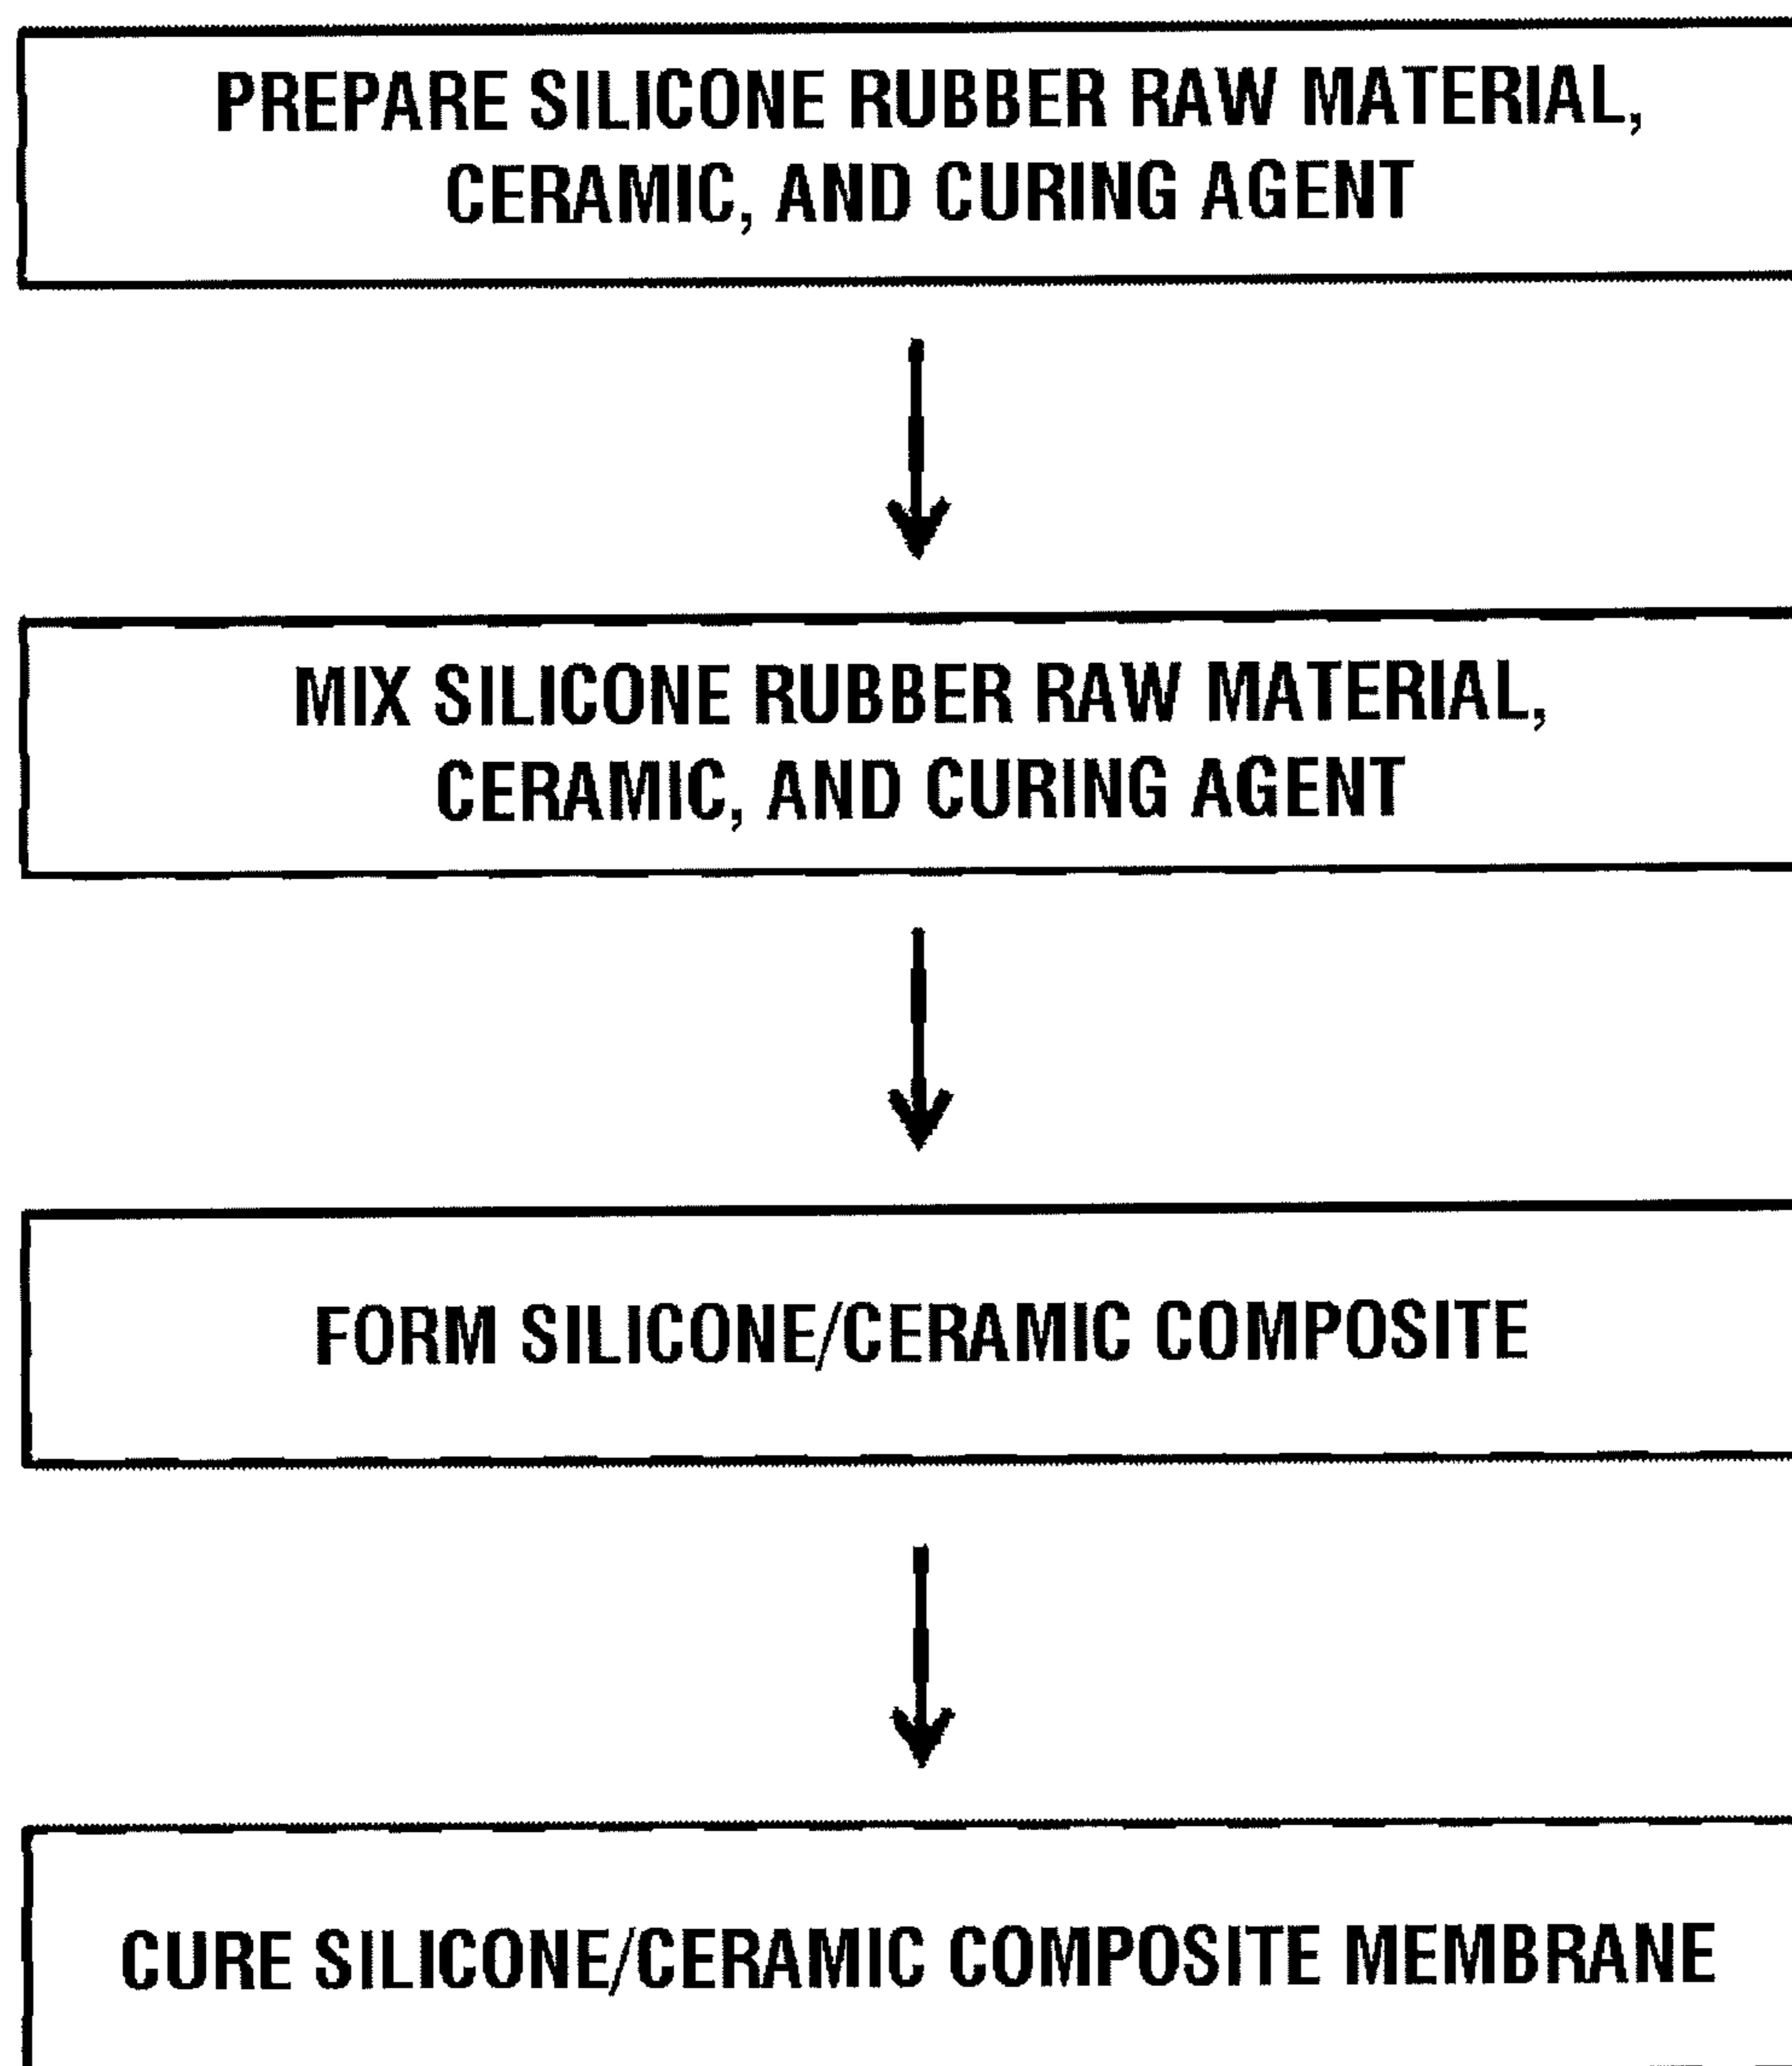 PREPARE SILICONE RUBBER RAW MATERIAL,
CERAMIC, AND CURING AGENT
MIX SILICONE RUBBER RAW MATERIAL,
CERAMIC, AND CURING AGENT
FORM SILICONE/CERAMIC COMPOSITE
CURE SILICONE/CERAMIC COMPOSITE MEMBRANE